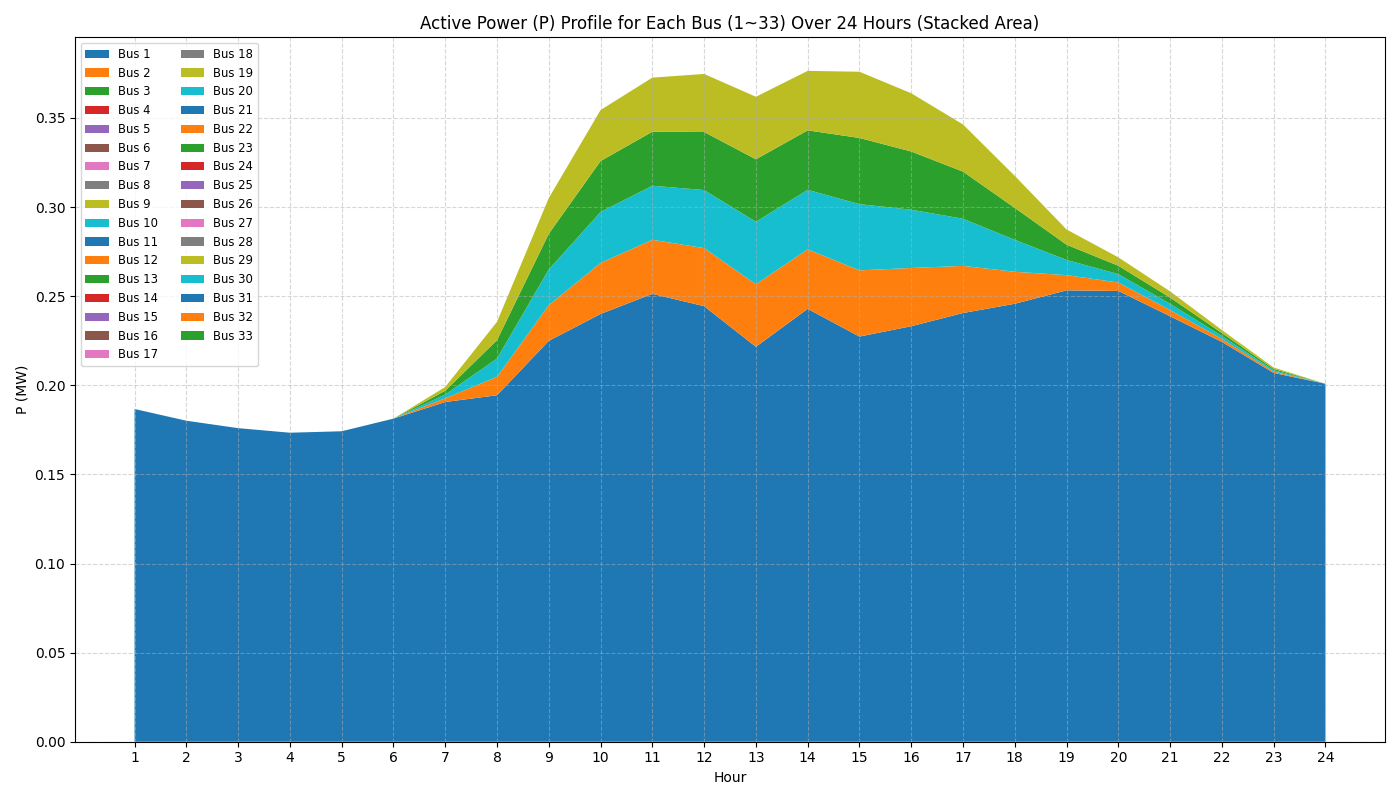 Active Power (P) Profile for Each Bus (1~33) Over 24 Hours (Stacked Area)
Bus 1
Bus 2
Bus 3
Bus 4
Bus 5
Bus 6
Bus 7
Bus 8
Bus 9
Bus 10
Bus 11
Bus 12
Bus 13
Bus 14
Bus 15
Bus 16
Bus 17
Bus 18
Bus 19
Bus 20
Bus 21
Bus 22
Bus 23
Bus 24
Bus 25
Bus 26
Bus 27
Bus 28
Bus 29
Bus 30
Bus 31
Bus 32
Bus 33
P (MW)
0.35
0.30
0.25
0.20
0.15
0.10
0.05
0.00
1 2 3 4 5 6 7 8 9 10 11 12 13 14 15 16 17 18 19 20 21 22 23 24
Hour